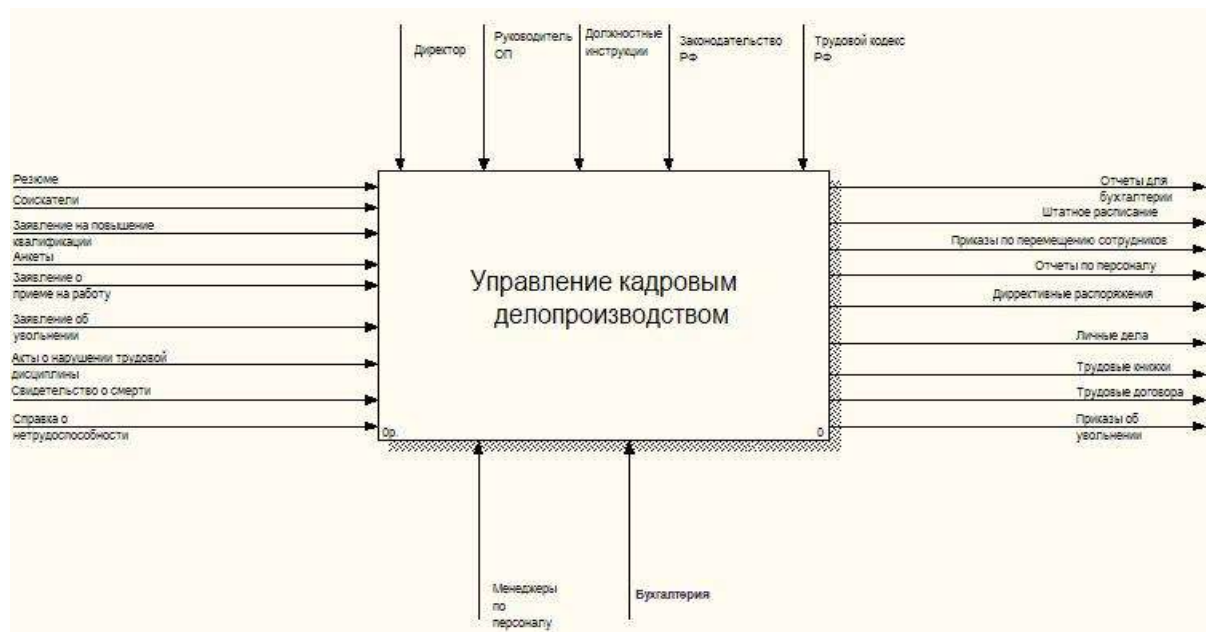 Директор
Руководитель
ОП
Должностные
инструкции
Законодательство
РФ
Трудовой кодекс
РФ
Резюме
Соискатели
Заявление на повышение
квалификации
Анкеты
Заявление о
приеме на работу
Заявление об
увольнении
Акты о нарушении трудовой
дисциплины
Свидетельство о смерти
Справка о
нетрудоспособности
Управление кадровым
делопроизводством
0р.
0
Отчеты для
бухгалтерии
Штатное расписание
Приказы по перемещению сотрудников
Отчеты по персоналу
Диррективные распоряжения
Личные дела
Трудовые книжки
Трудовые договора
Приказы об
увольнении
Менеджеры
по
персоналу
Бухгалтерия